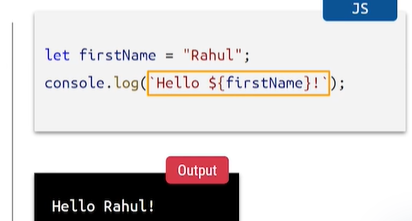 JS
let firstName = "Rahul";
console.log(`Hello ${firstName}!`);
Output
Hello Rahul!